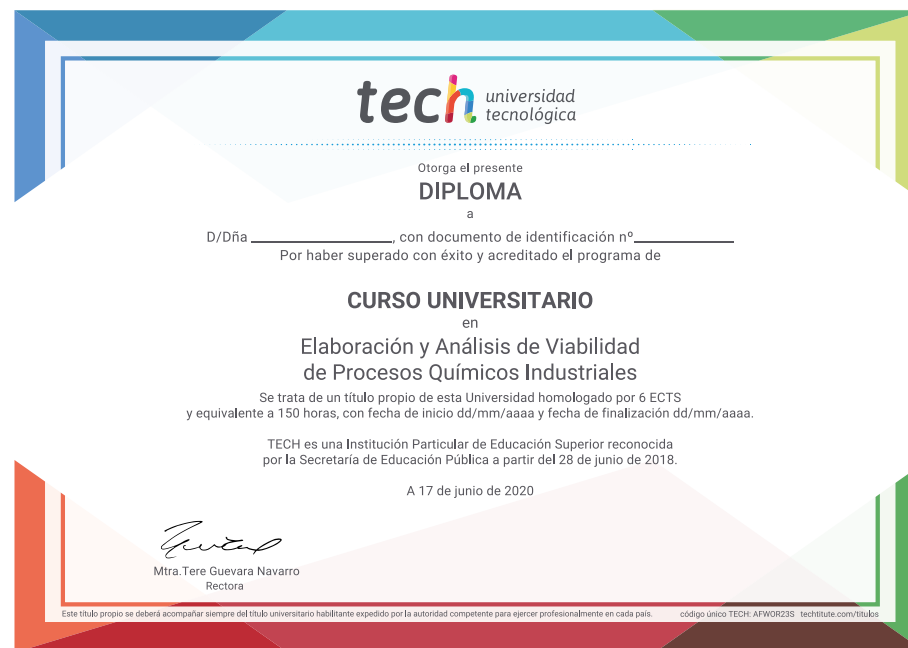 tech universidad
tecnológica
Otorga el presente
DIPLOMA
a
D/Dña ____________________, con documento de identificación nº______________
Por haber superado con éxito y acreditado el programa de
CURSO UNIVERSITARIO
en
Elaboración y Análisis de Viabilidad
de Procesos Químicos Industriales
Se trata de un título propio de esta Universidad homologado por 6 ECTS
y equivalente a 150 horas, con fecha de inicio dd/mm/aaaa y fecha de finalización dd/mm/aaaa.
TECH es una Institución Particular de Educación Superior reconocida
por la Secretaría de Educación Pública a partir del 28 de junio de 2018.
A 17 de junio de 2020
Mtra.Tere Guevara Navarro
Rectora
Este título propio se deberá acompañar siempre del título universitario habilitante expedido por la autoridad competente para ejercer profesionalmente en cada país. código único TECH: AFWOR23S techtitute.com/titulos